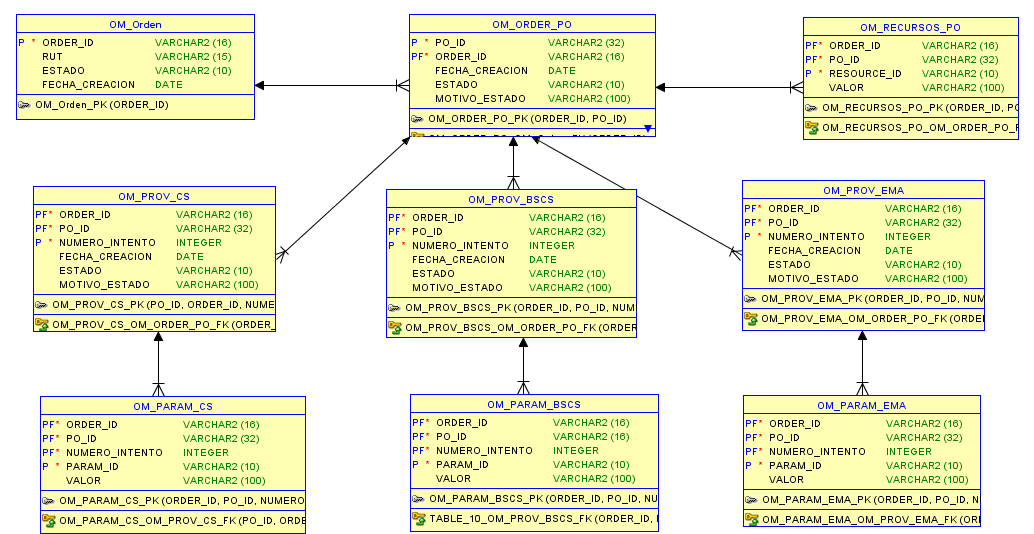 OM_Orden
P * ORDER_ID VARCHAR2 (16)
RUT VARCHAR2 (15)
ESTADO VARCHAR2 (10)
FECHA_CREACION DATE
OM_Orden_PK (ORDER_ID)
OM_ORDER_PO
P * PO_ID VARCHAR2 (32)
PF* ORDER_ID VARCHAR2 (16)
FECHA_CREACION DATE
ESTADO VARCHAR2 (10)
MOTIVO_ESTADO VARCHAR2 (100)
OM_ORDER_PO_PK (ORDER_ID, PO_ID)
OM_RECURSOS_PO
PF* ORDER_ID VARCHAR2 (16)
PF* PO_ID VARCHAR2 (32)
P * RESOURCE_ID VARCHAR2 (10)
VALOR VARCHAR2 (100)
OM_RECURSOS_PO_PK (ORDER_ID, PO
OM_RECURSOS_PO_OM_ORDER_PO_F
OM_PROV_CS
PF* ORDER_ID VARCHAR2 (16)
PF* PO_ID VARCHAR2 (32)
P * NUMERO_INTENTO INTEGER
FECHA_CREACION DATE
ESTADO VARCHAR2 (10)
MOTIVO_ESTADO VARCHAR2 (100)
OM_PROV_CS_PK (PO_ID, ORDER_ID, NUME
OM_PROV_CS_OM_ORDER_PO_FK (ORDER_
OM_PROV_BSCS
PF* ORDER_ID VARCHAR2 (16)
PF* PO_ID VARCHAR2 (32)
P * NUMERO_INTENTO INTEGER
FECHA_CREACION DATE
ESTADO VARCHAR2 (10)
MOTIVO_ESTADO VARCHAR2 (100)
OM_PROV_BSCS_PK (ORDER_ID, PO_ID, NUM
OM_PROV_BSCS_OM_ORDER_PO_FK (ORDER
OM_PROV_EMA
PF* ORDER_ID VARCHAR2 (16)
PF* PO_ID VARCHAR2 (32)
P * NUMERO_INTENTO INTEGER
FECHA_CREACION DATE
ESTADO VARCHAR2 (10)
MOTIVO_ESTADO VARCHAR2 (100)
OM_PROV_EMA_PK (ORDER_ID, PO_ID, NUM
OM_PROV_EMA_OM_ORDER_PO_FK (ORDE
OM_PARAM_CS
PF* ORDER_ID VARCHAR2 (16)
PF* PO_ID VARCHAR2 (32)
PF* NUMERO_INTENTO INTEGER
P * PARAM_ID VARCHAR2 (10)
VALOR VARCHAR2 (100)
OM_PARAM_CS_PK (ORDER_ID, PO_ID, NUMERO
OM_PARAM_CS_OM_PROV_CS_FK (PO_ID, ORDE
OM_PARAM_BSCS
PF* ORDER_ID VARCHAR2 (16)
PF* PO_ID VARCHAR2 (16)
PF* NUMERO_INTENTO INTEGER
P * PARAM_ID VARCHAR2 (10)
VALOR VARCHAR2 (100)
OM_PARAM_BSCS_PK (ORDER_ID, PO_ID, NU
TABLE_10_OM_PROV_BSCS_FK (ORDER_ID,
OM_PARAM_EMA
PF* ORDER_ID VARCHAR2 (16)
PF* PO_ID VARCHAR2 (32)
PF* NUMERO_INTENTO INTEGER
P * PARAM_ID VARCHAR2 (10)
VALOR VARCHAR2 (100)
OM_PARAM_EMA_PK (ORDER_ID, PO_ID, N
OM_PARAM_EMA_OM_PROV_EMA_FK (ORI